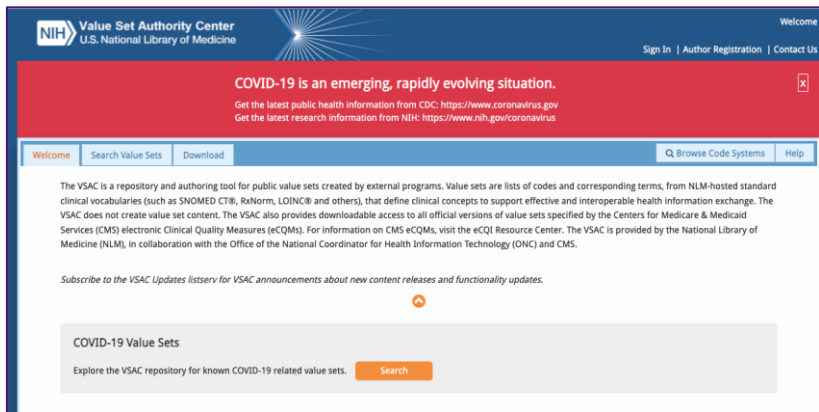 NIH Value Set Authority Center
U.S. National Library of Medicine
Welcome
Sign In | Author Registration | Contact Us
COVID-19 is an emerging, rapidly evolving situation.
X
Get the latest public health information from CDC: https://www.coronavirus.gov
Get the latest research information from NIH: https://www.nih.gov/coronavirus
Welcome Search Value Sets Download Browse Code Systems Help
The VSAC is a repository and authoring tool for public value sets created by external programs. Value sets are lists of codes and corresponding terms, from NLM-hosted standard
clinical vocabularies (such as SNOMED CT®, RxNorm, LOINC® and others), that define clinical concepts to support effective and interoperable health information exchange. The
VSAC does not create value set content. The VSAC also provides downloadable access to all official versions of value sets specified by the Centers for Medicare & Medicaid
Services (CMS) electronic Clinical Quality Measures (eCQMs). For information on CMS eCQMs, visit the eCQI Resource Center. The VSAC is provided by the National Library of
Medicine (NLM), in collaboration with the Office of the National Coordinator for Health Information Technology (ONC) and CMS.
Subscribe to the VSAC Updates listserv for VSAC announcements about new content releases and functionality updates.
COVID-19 Value Sets
Explore the VSAC repository for known COVID-19 related value sets. Search